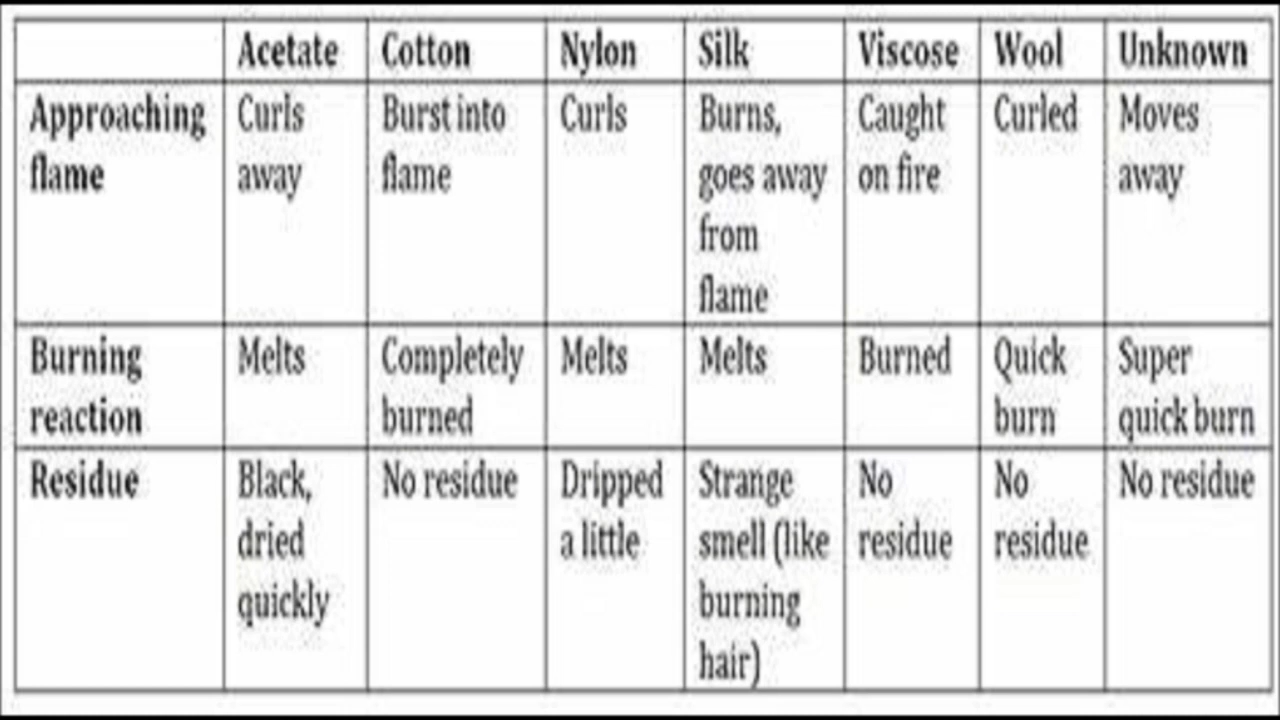 Acetate Cotton Nylon Silk Viscose Wool Unknown
Approaching Curls Burst into Curls Burns, Caught Curled Moves
flame away flame goes away on fire away
from
flame
Burning Melts Completely Melts Melts Burned Quick Super
reaction burned burn quick burn
Residue Black, No residue Dripped Strange No No No residue
dried a little smell (like residue residue
quickly burning
hair)